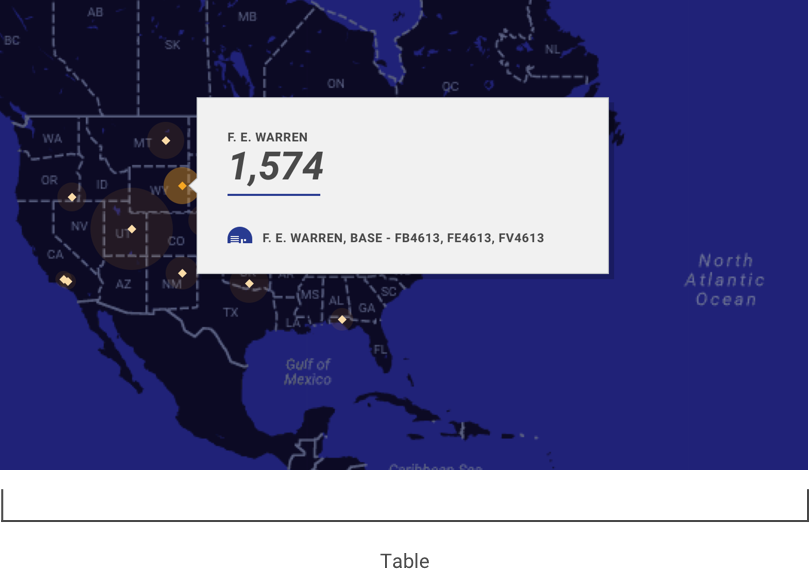 AB
MB
BC
SK
NL
ON
QC
WA
MT
OR
ID
WY
F. E. WARREN
1,574
F. E. WARREN, BASE - FB4613, FE4613, FV4613
NV
UT
CO
CA
AZ
NM
OK
AR
TX
MS
AL
GA
SC
LA
FL
North
Atlantic
Ocean
Gulf of
Mexico
Caribbean Sea
Table